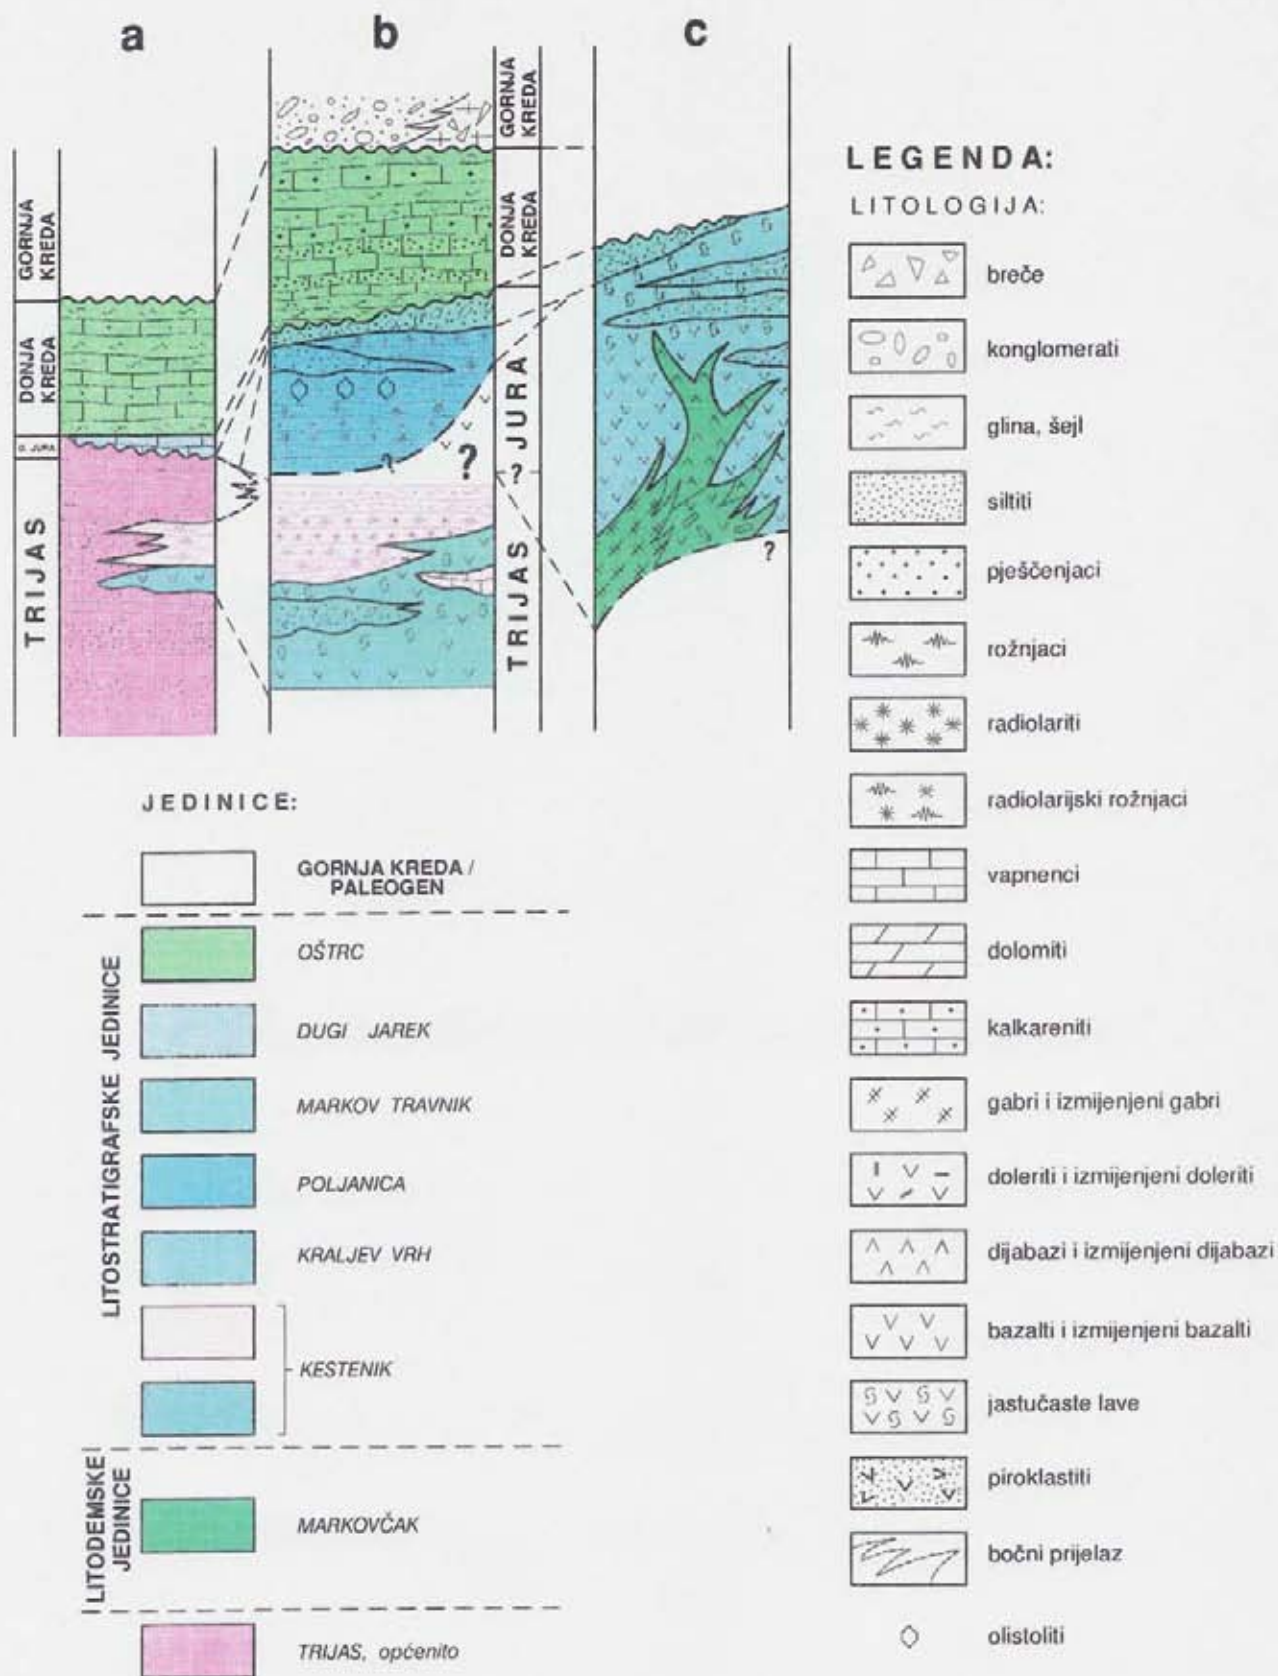 a
b
c
GORNJA
KREDA
DONJA
KREDA
G. JURA
TRIJAS
GORNJA
KREDA
DONJA
KREDA
JURA
?
TRIJAS
?
?
?
LEGENDA:
LITOLOGIJA:
breče
konglomerati
glina, šejl
siltiti
pješčenjaci
rožnjaci
radiolariti
radiolarijski rožnjaci
vapnenci
dolomiti
kalkareniti
gabri i izmijenjeni gabri
doleriti i izmijenjeni doleriti
dijabazi i izmijenjeni dijabazi
bazalti i izmijenjeni bazalti
jastučaste lave
piroklastiti
bočni prijelaz
olistoliti
JEDINICE:
GORNJA KREDA /
PALEOGEN
LITOSTRATIGRAFSKE JEDINICE
OŠTRC
DUGI JAREK
MARKOV TRAVNIK
POLJANICA
KRALJEV VRH
KESTENIK
LITODEMSKE
JEDINICE
MARKOVČAK
TRIJAS, općenito